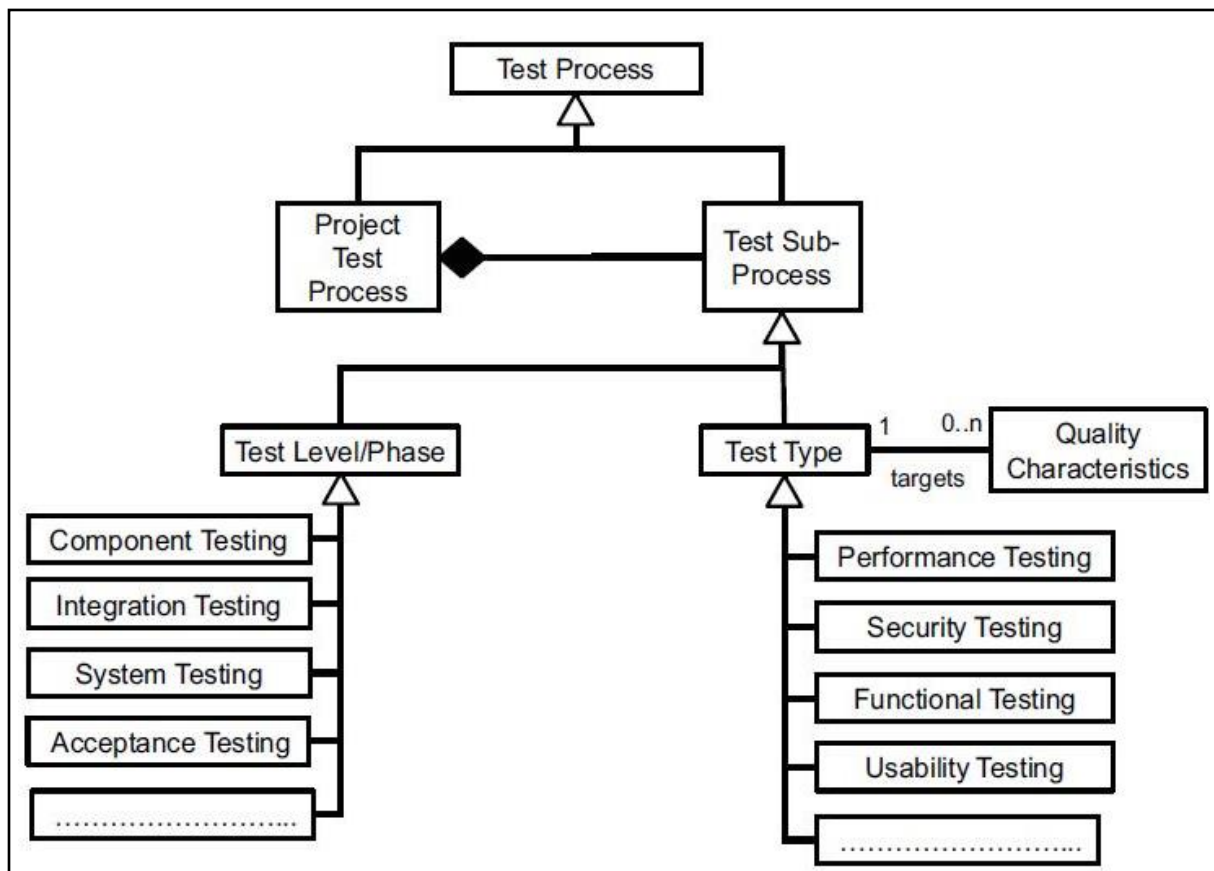 Test Process
Project
Test
Process
Test Sub-
Process
Test Level/Phase
Test Type
1
0..n
targets
Quality
Characteristics
Component Testing
Integration Testing
System Testing
Acceptance Testing
…………………………...
Performance Testing
Security Testing
Functional Testing
Usability Testing
…………………………...